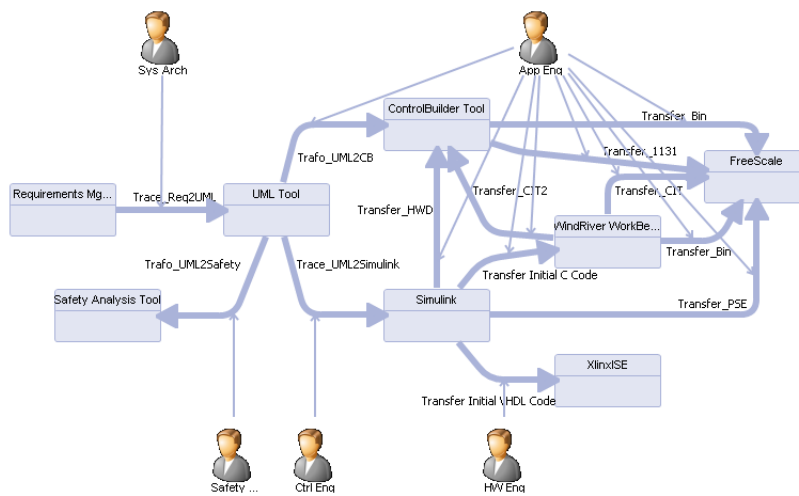 Sys Arch
App Eng
ControlBuilder Tool
Transfer_Bin
Trafo_UML2CB
Transfer_1131
FreeScale
Requirements Mg...
Trace_Req2UML
UML Tool
Transfer_CIT2
Transfer_CIT
Transfer_HWD
WindRiver WorkBe...
Trafo_UML2Safety
Trace_UML2Simulink
Transfer_Bin
Transfer Initial C Code
Safety Analysis Tool
Simulink
Transfer_PSE
XlinxISE
Transfer Initial VHDL Code
Safety ...
Ctrl Eng
HW Eng